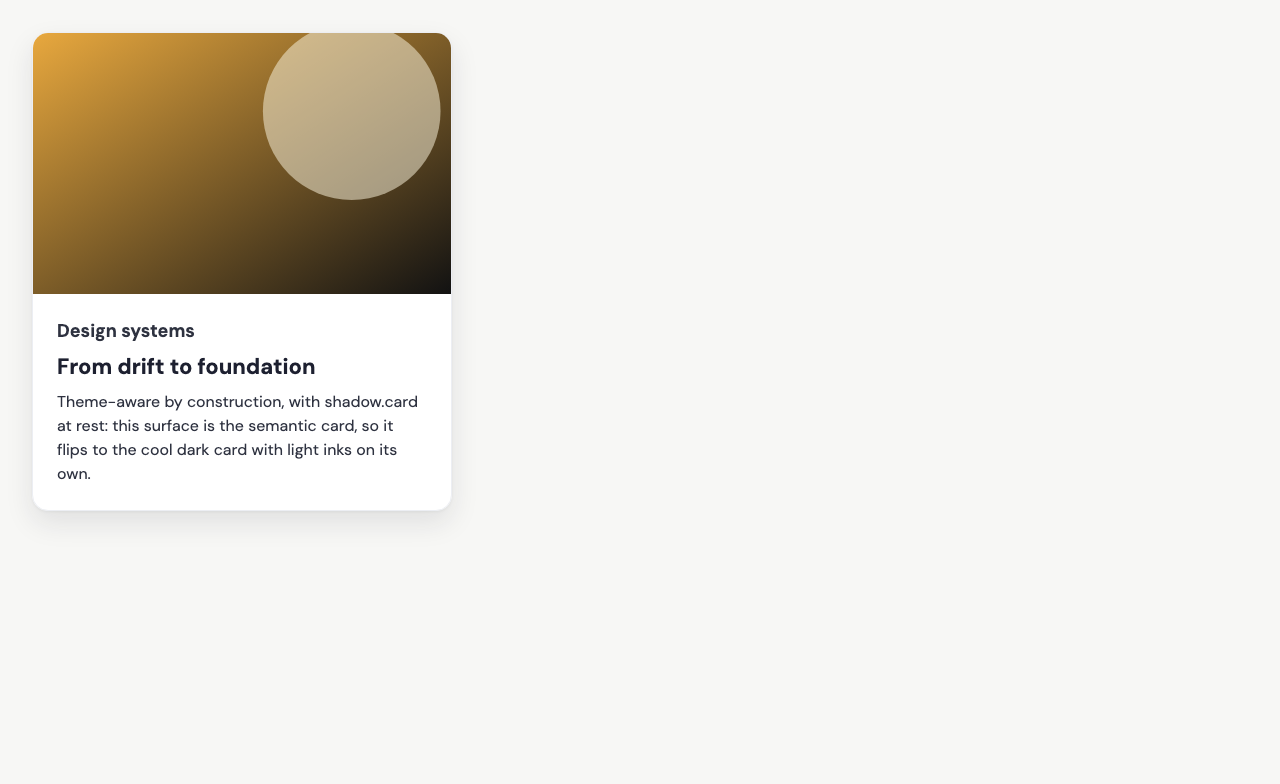 Design systems
From drift to foundation
Theme-aware by construction, with shadow.card
at rest: this surface is the semantic card, so it
flips to the cool dark card with light inks on its
own.